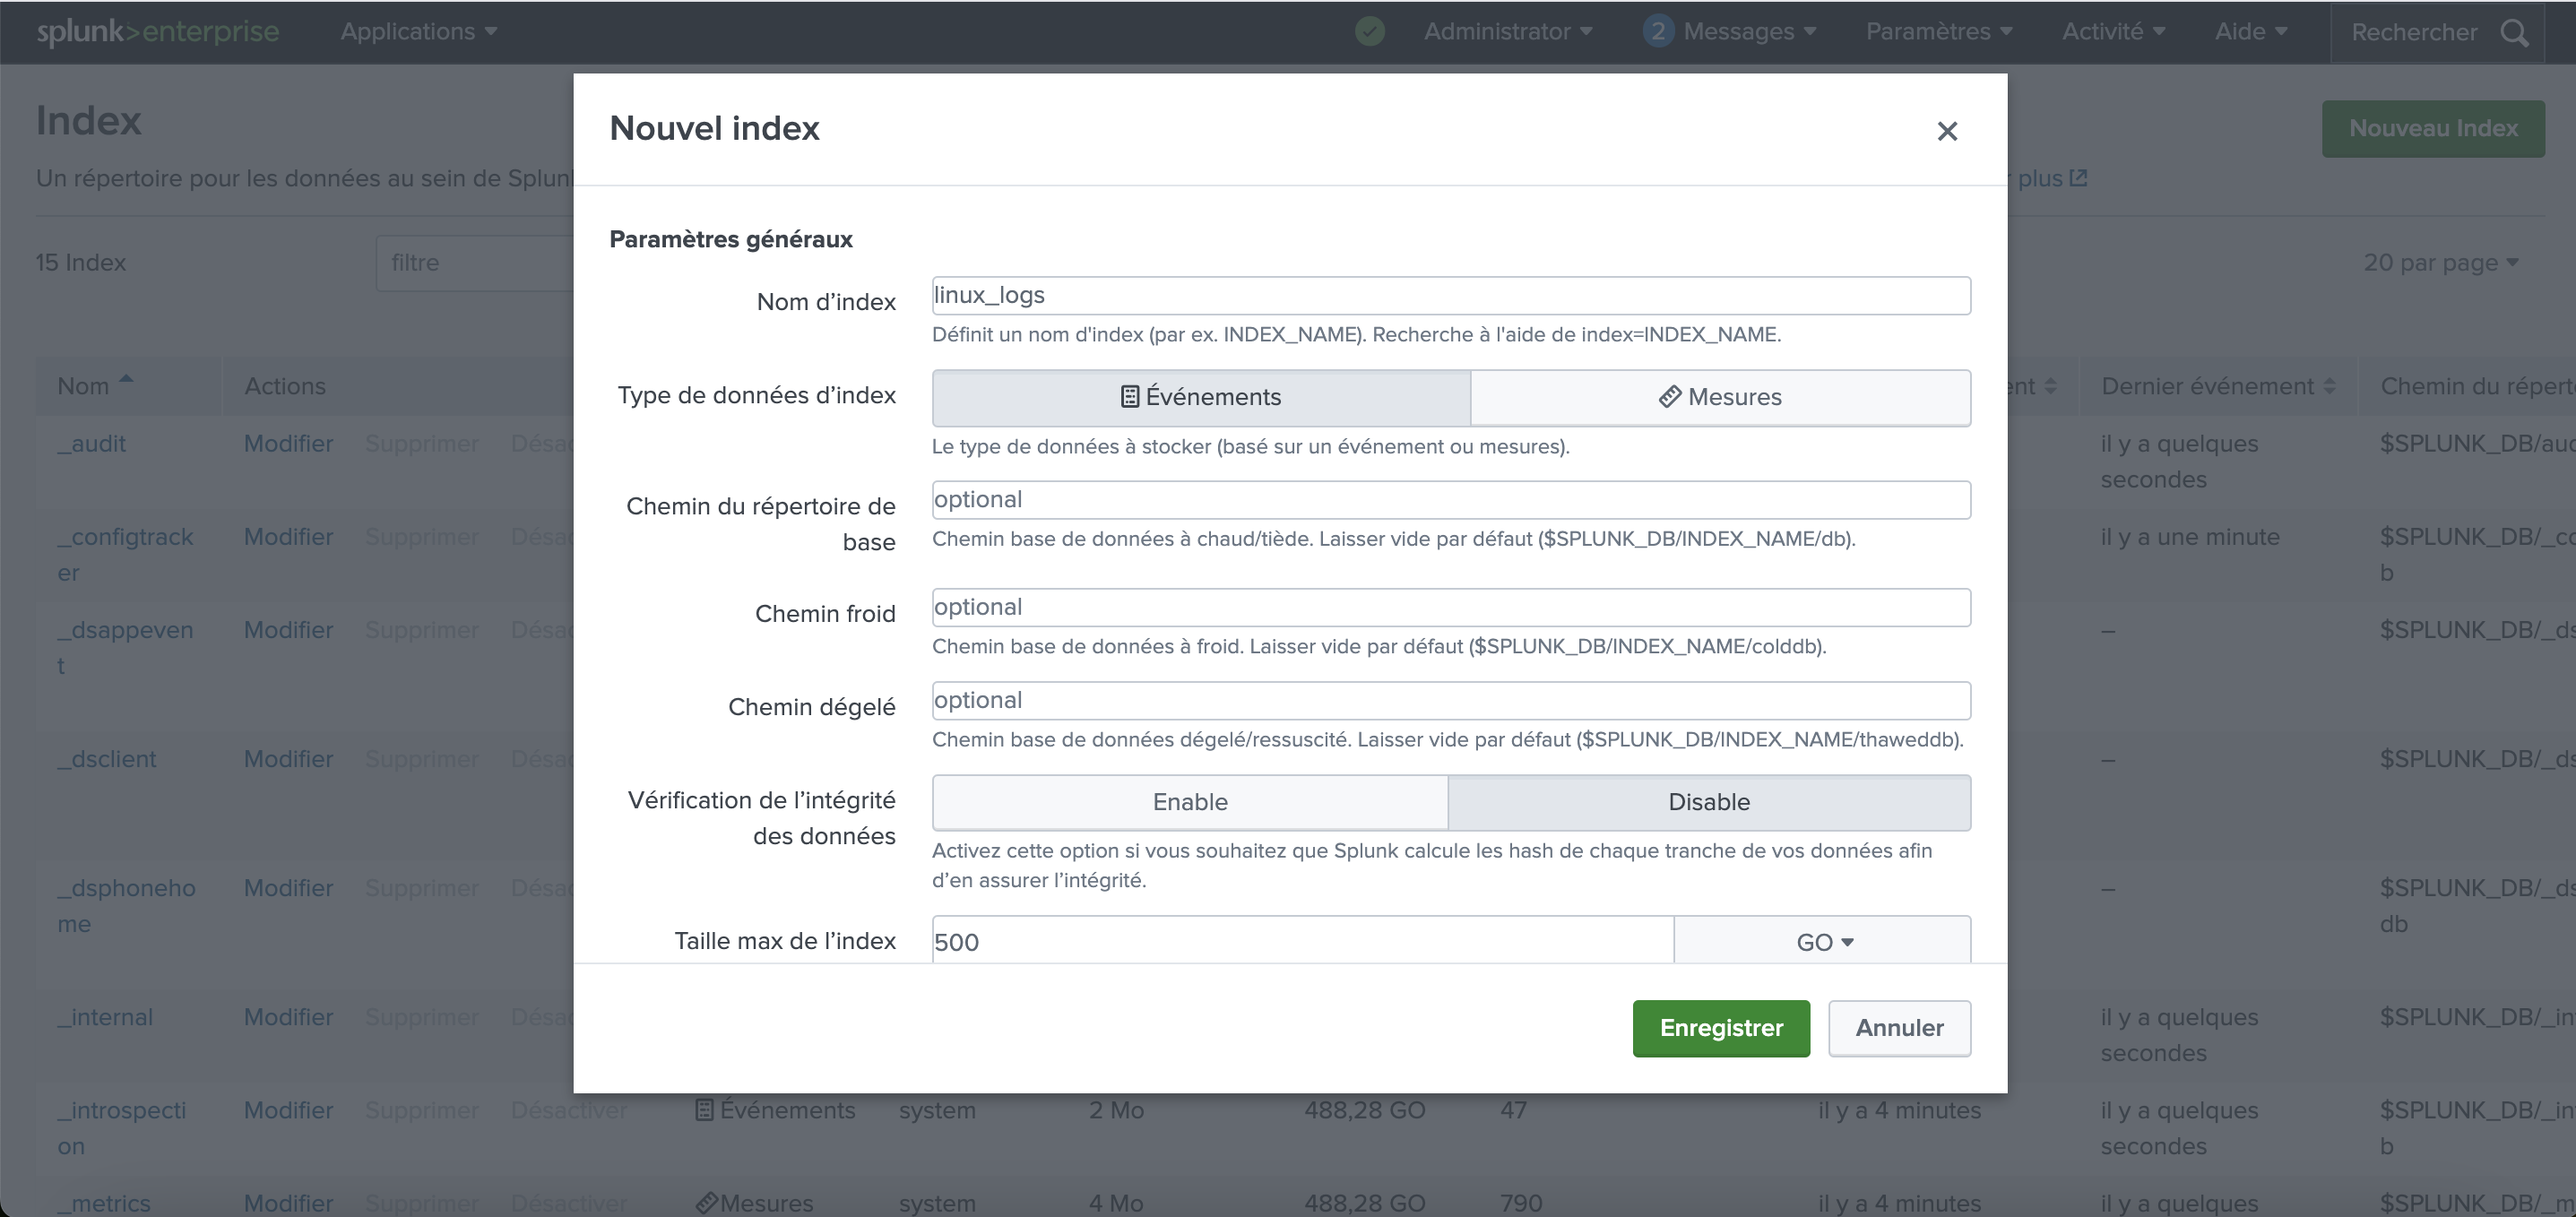 splunk>enterprise Applications Administrator 2 Messages Paramètres Activité Aide Rechercher
Index
Nouveau Index
Un répertoire pour les données au sein de Splun
plus
15 Index
filtre
20 par page
Nom Actions
Dernier événement Chemin du répert
_audit Modifier Supprimer
il y a quelques
secondes
$SPLUNK_DB/au
_configtrack
er
Modifier Supprimer
il y a une minute
$SPLUNK_DB/_co
b
_dsappeven
t
Modifier Supprimer
–
$SPLUNK_DB/_ds
_dsclient Modifier Supprimer
–
$SPLUNK_DB/_ds
_dsphoneho
me
Modifier Supprimer
–
$SPLUNK_DB/_ds
db
_internal Modifier Supprimer
il y a quelques
secondes
$SPLUNK_DB/_in
_introspecti
on
Modifier Supprimer Désactiver Événements system 2 Mo 488,28 GO 47 il y a 4 minutes
il y a quelques
secondes
$SPLUNK_DB/_in
b
_metrics Modifier Supprimer Désactiver Mesures system 4 Mo 488,28 GO 790 il y a 4 minutes il y a quelques $SPLUNK_DB/_m
Nouvel index
Paramètres généraux
Nom d’index
linux_logs
Définit un nom d'index (par ex. INDEX_NAME). Recherche à l'aide de index=INDEX_NAME.
Type de données d’index
Événements Mesures
Le type de données à stocker (basé sur un événement ou mesures).
Chemin du répertoire de
base
optional
Chemin base de données à chaud/tiède. Laisser vide par défaut ($SPLUNK_DB/INDEX_NAME/db).
Chemin froid
optional
Chemin base de données à froid. Laisser vide par défaut ($SPLUNK_DB/INDEX_NAME/colddb).
Chemin dégelé
optional
Chemin base de données dégelé/ressuscité. Laisser vide par défaut ($SPLUNK_DB/INDEX_NAME/thaweddb).
Vérification de l’intégrité
des données
Enable Disable
Activez cette option si vous souhaitez que Splunk calcule les hash de chaque tranche de vos données afin
d’en assurer l’intégrité.
Taille max de l’index
500 GO
Enregistrer Annuler